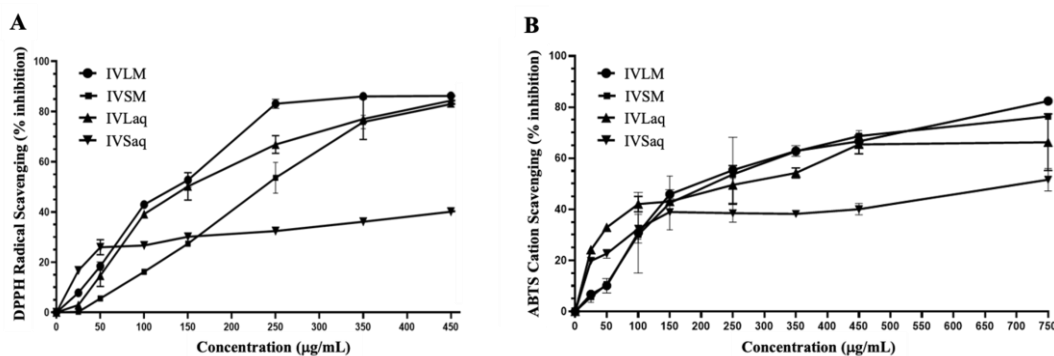 A
DPPH Radical Scavenging (% inhibition)
100
80
60
40
20
0
IVLM
IVSM
IVLaq
IVSaq
0 50 100 150 200 250 300 350 400 450
Concentration (µg/mL)
B
ABTS Cation Scavenging (% inhibition)
100
80
60
40
20
0
IVLM
IVSM
IVLaq
IVSaq
0 50 100 150 200 250 300 350 400 450 500 550 600 650 700 750
Concentration (µg/mL)